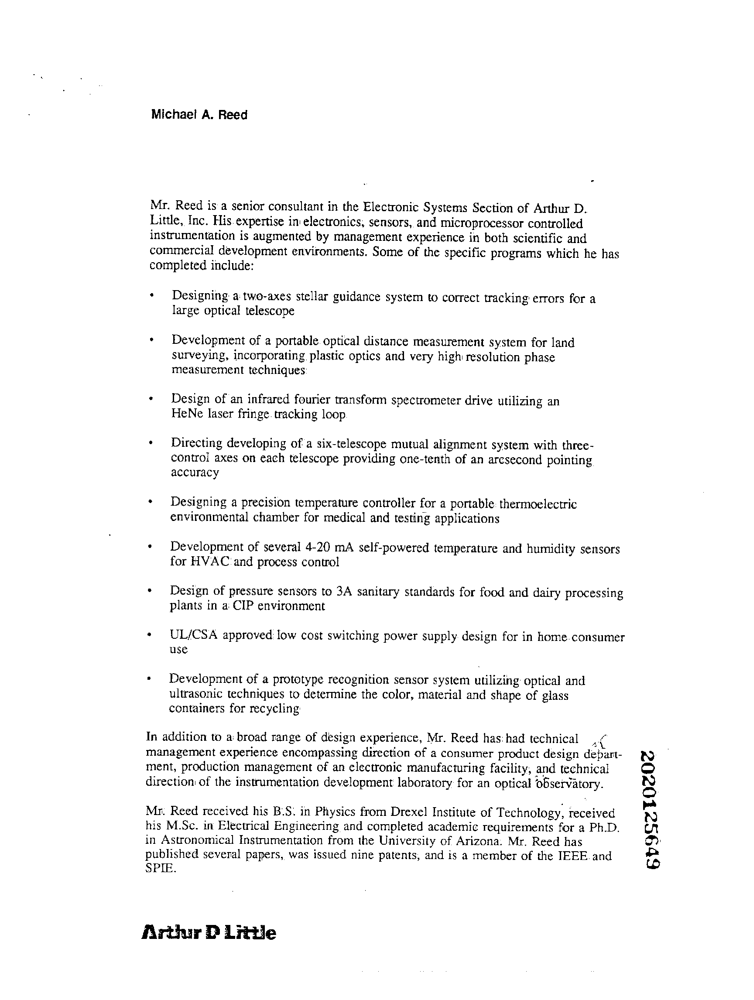 Michael A. Reed
Mr. Reed is a senior consultant in the Electronic Systems Section of Arthur D.
Little, Inc. His expertise in electronics, sensors, and microprocessor controlled
instrumentation is augmented by management experience in both scientific and
commercial development environments. Some of the specific programs which he has
completed include:
• Designing a two-axes stellar guidance system to correct tracking errors for a
large optical telescope
• Development of a portable optical distance measurement system for land
surveying, incorporating plastic optics and very high resolution phase
measurement techniques
• Design of an infrared fourier transform spectrometer drive utilizing an
HeNe laser fringe tracking loop
• Directing developing of a six-telescope mutual alignment system with three-
control axes on each telescope providing one-tenth of an arcsecond pointing
accuracy
• Designing a precision temperature controller for a portable thermoelectric
environmental chamber for medical and testing applications
• Development of several 4-20 mA self-powered temperature and humidity sensors
for HVAC and process control
• Design of pressure sensors to 3A sanitary standards for food and dairy processing
plants in a CIP environment
• UL/CSA approved low cost switching power supply design for in home consumer
use
• Development of a prototype recognition sensor system utilizing optical and
ultrasonic techniques to determine the color, material and shape of glass
containers for recycling
In addition to a broad range of design experience, Mr. Reed has had technical
management experience encompassing direction of a consumer product design depart-
ment, production management of an electronic manufacturing facility, and technical
direction of the instrumentation development laboratory for an optical observatory.
Mr. Reed received his B.S. in Physics from Drexel Institute of Technology, received
his M.Sc. in Electrical Engineering and completed academic requirements for a Ph.D.
in Astronomical Instrumentation from the University of Arizona. Mr. Reed has
published several papers, was issued nine patents, and is a member of the IEEE and
SPIE.
2020125649
Arthur D Little